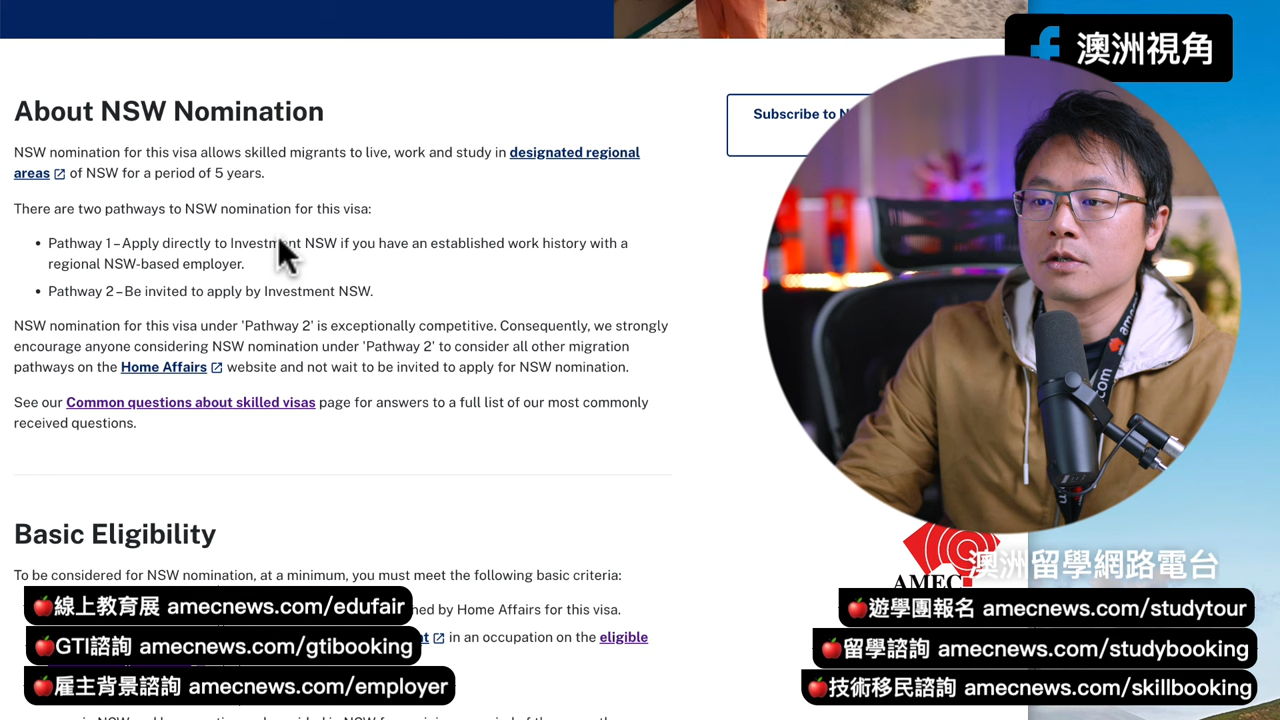 About NSW Nomination
NSW nomination for this visa allows skilled migrants to live, work and study in designated regional
areas of NSW for a period of 5 years.
There are two pathways to NSW nomination for this visa:
• Pathway 1 – Apply directly to Investment NSW if you have an established work history with a
regional NSW-based employer.
• Pathway 2 – Be invited to apply by Investment NSW.
NSW nomination for this visa under 'Pathway 2' is exceptionally competitive. Consequently, we strongly
encourage anyone considering NSW nomination under 'Pathway 2' to consider all other migration
pathways on the Home Affairs website and not wait to be invited to apply for NSW nomination.
See our Common questions about skilled visas page for answers to a full list of our most commonly
received questions.
Basic Eligibility
To be considered for NSW nomination, at a minimum, you must meet the following basic criteria:
by Home Affairs for this visa.
in an occupation on the eligible
Subscribe to
澳洲視角
AMEC
澳洲留學網路電台
線上教育展 amecnews.com/edufair
GTI諮詢 amecnews.com/gtibooking
雇主背景諮詢 amecnews.com/employer
遊學團報名 amecnews.com/studytour
留學諮詢 amecnews.com/studybooking
技術移民諮詢 amecnews.com/skillbooking